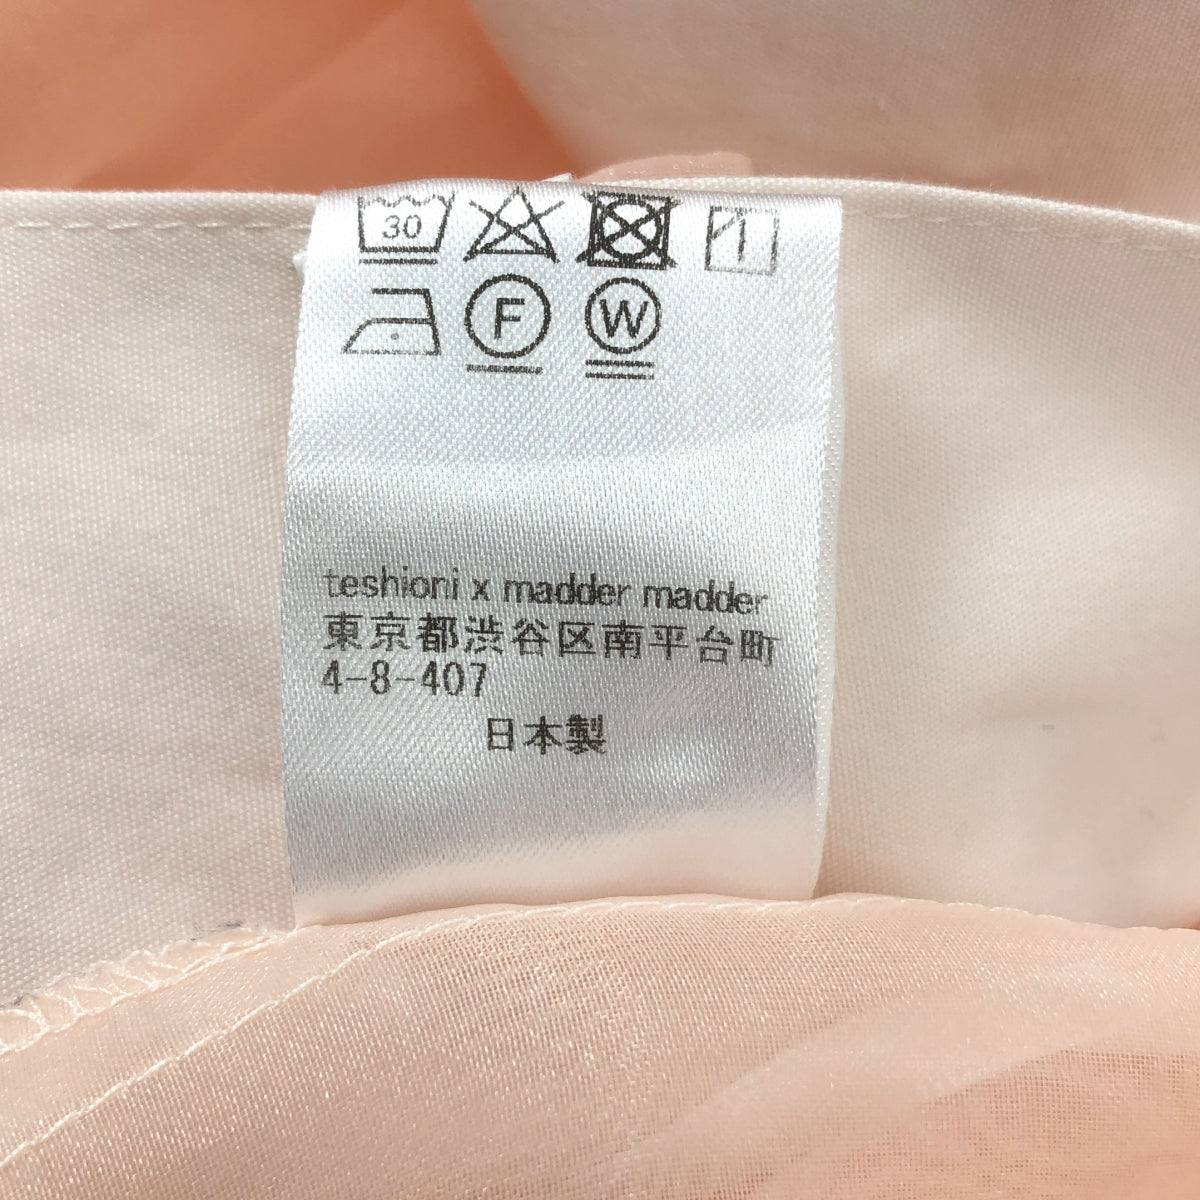 30
F W
teshioni x madder madder
東京都渋谷区南平台町
4-8-407
日本製